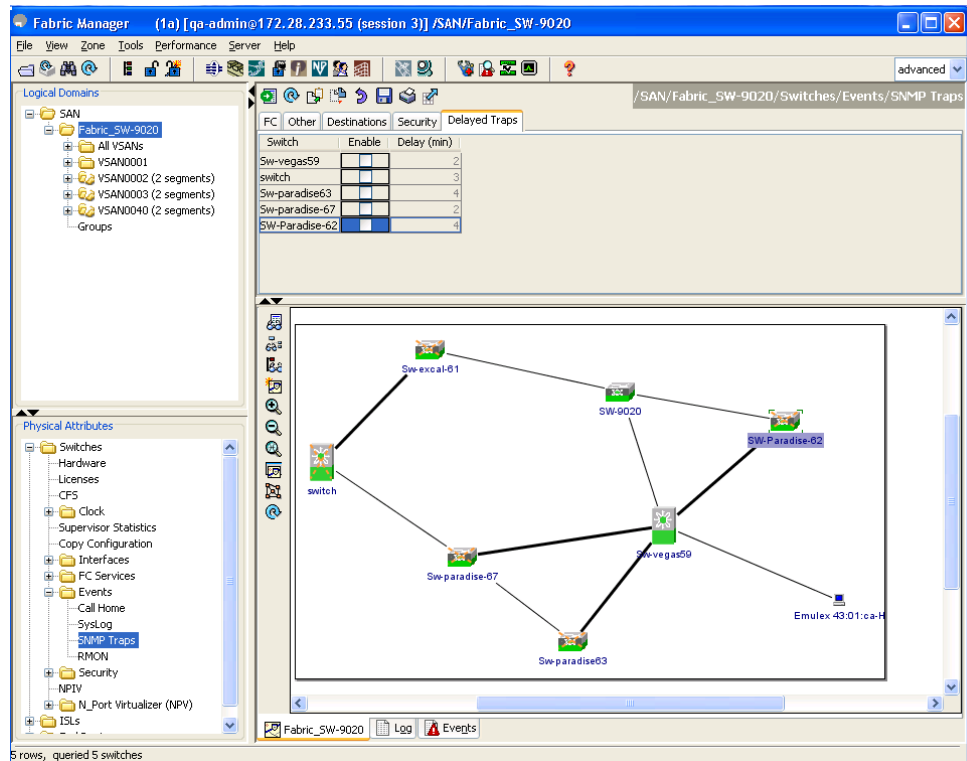 Fabric Manager (1a) [qa-admin@172.28.233.55 (session 3)] /SAN/Fabric_SW-9020
File View Zone Tools Performance Server Help
advanced
Logical Domains
SAN
Fabric_SW-9020
All VSANs
VSAN0001
VSAN0002 (2 segments)
VSAN0003 (2 segments)
VSAN0040 (2 segments)
Groups
/SAN/Fabric_SW-9020/Switches/Events/SNMP Traps
FC Other Destinations Security Delayed Traps
Switch Enable Delay (min)
Sw-vegas59 2
switch 3
Sw-paradise63 4
Sw-paradise-67 2
SW-Paradise-62 4
Physical Attributes
Switches
Hardware
Licenses
CFS
Clock
Supervisor Statistics
Copy Configuration
Interfaces
FC Services
Events
Call Home
SysLog
SNMP Traps
RMON
Security
NPIV
N_Port Virtualizer (NPV)
ISLs
Sw-excal-61
SW-9020
SW-Paradise-62
switch
Sw-vegas59
Sw-paradise-67
Emulex 43:01:ca-H
Sw-paradise63
Fabric_SW-9020 Log Events
5 rows, queried 5 switches